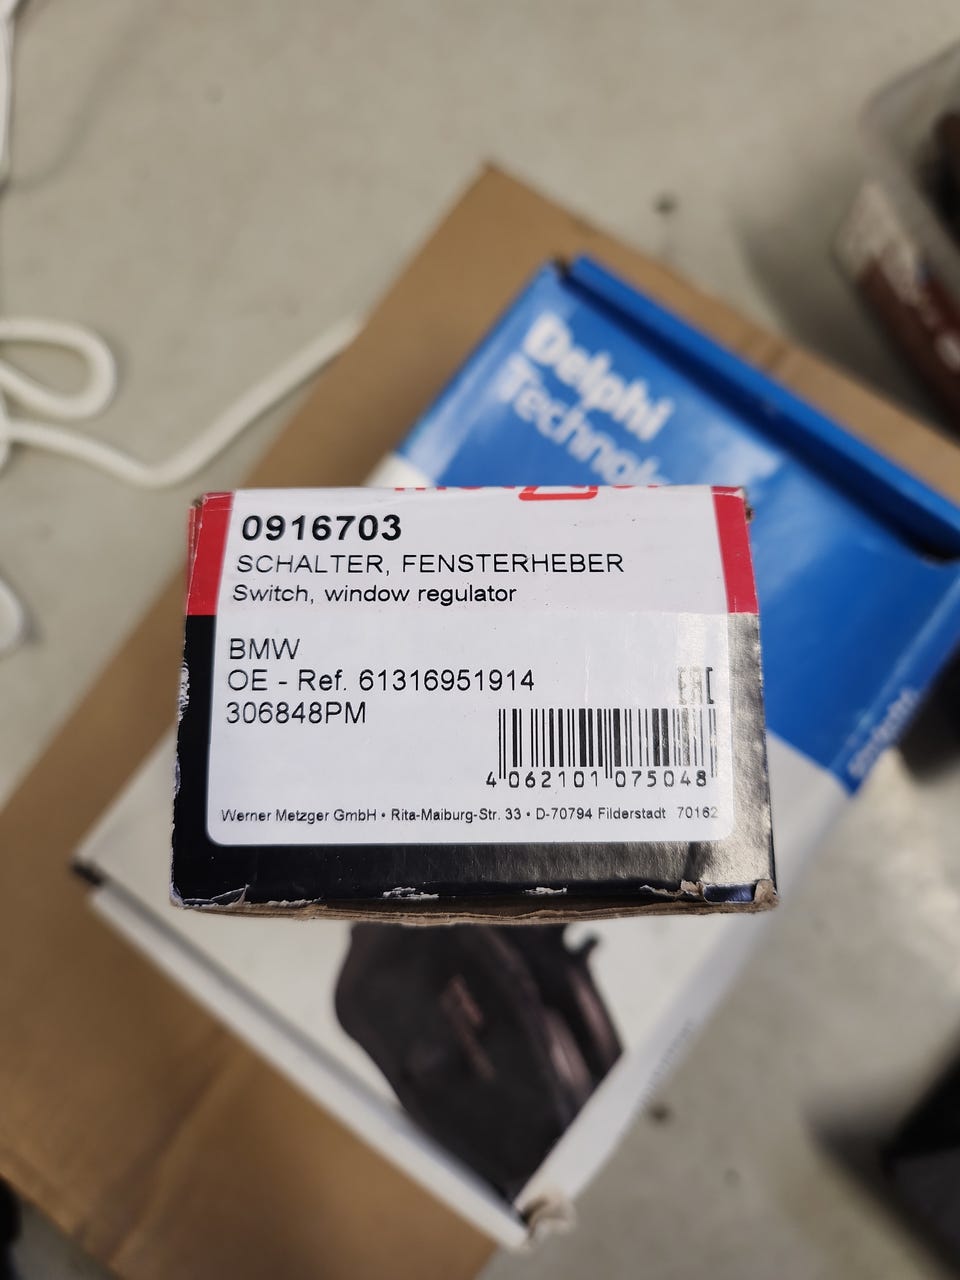 Delphi
0916703
SCHALTER, FENSTERHEBER
Switch, window regulator
BMW
OE - Ref. 61316951914
EAC
306848PM
4 062101 075048
Werner Metzger GmbH • Rita-Maiburg-Str. 33 • D-70794 Filderstadt 70162